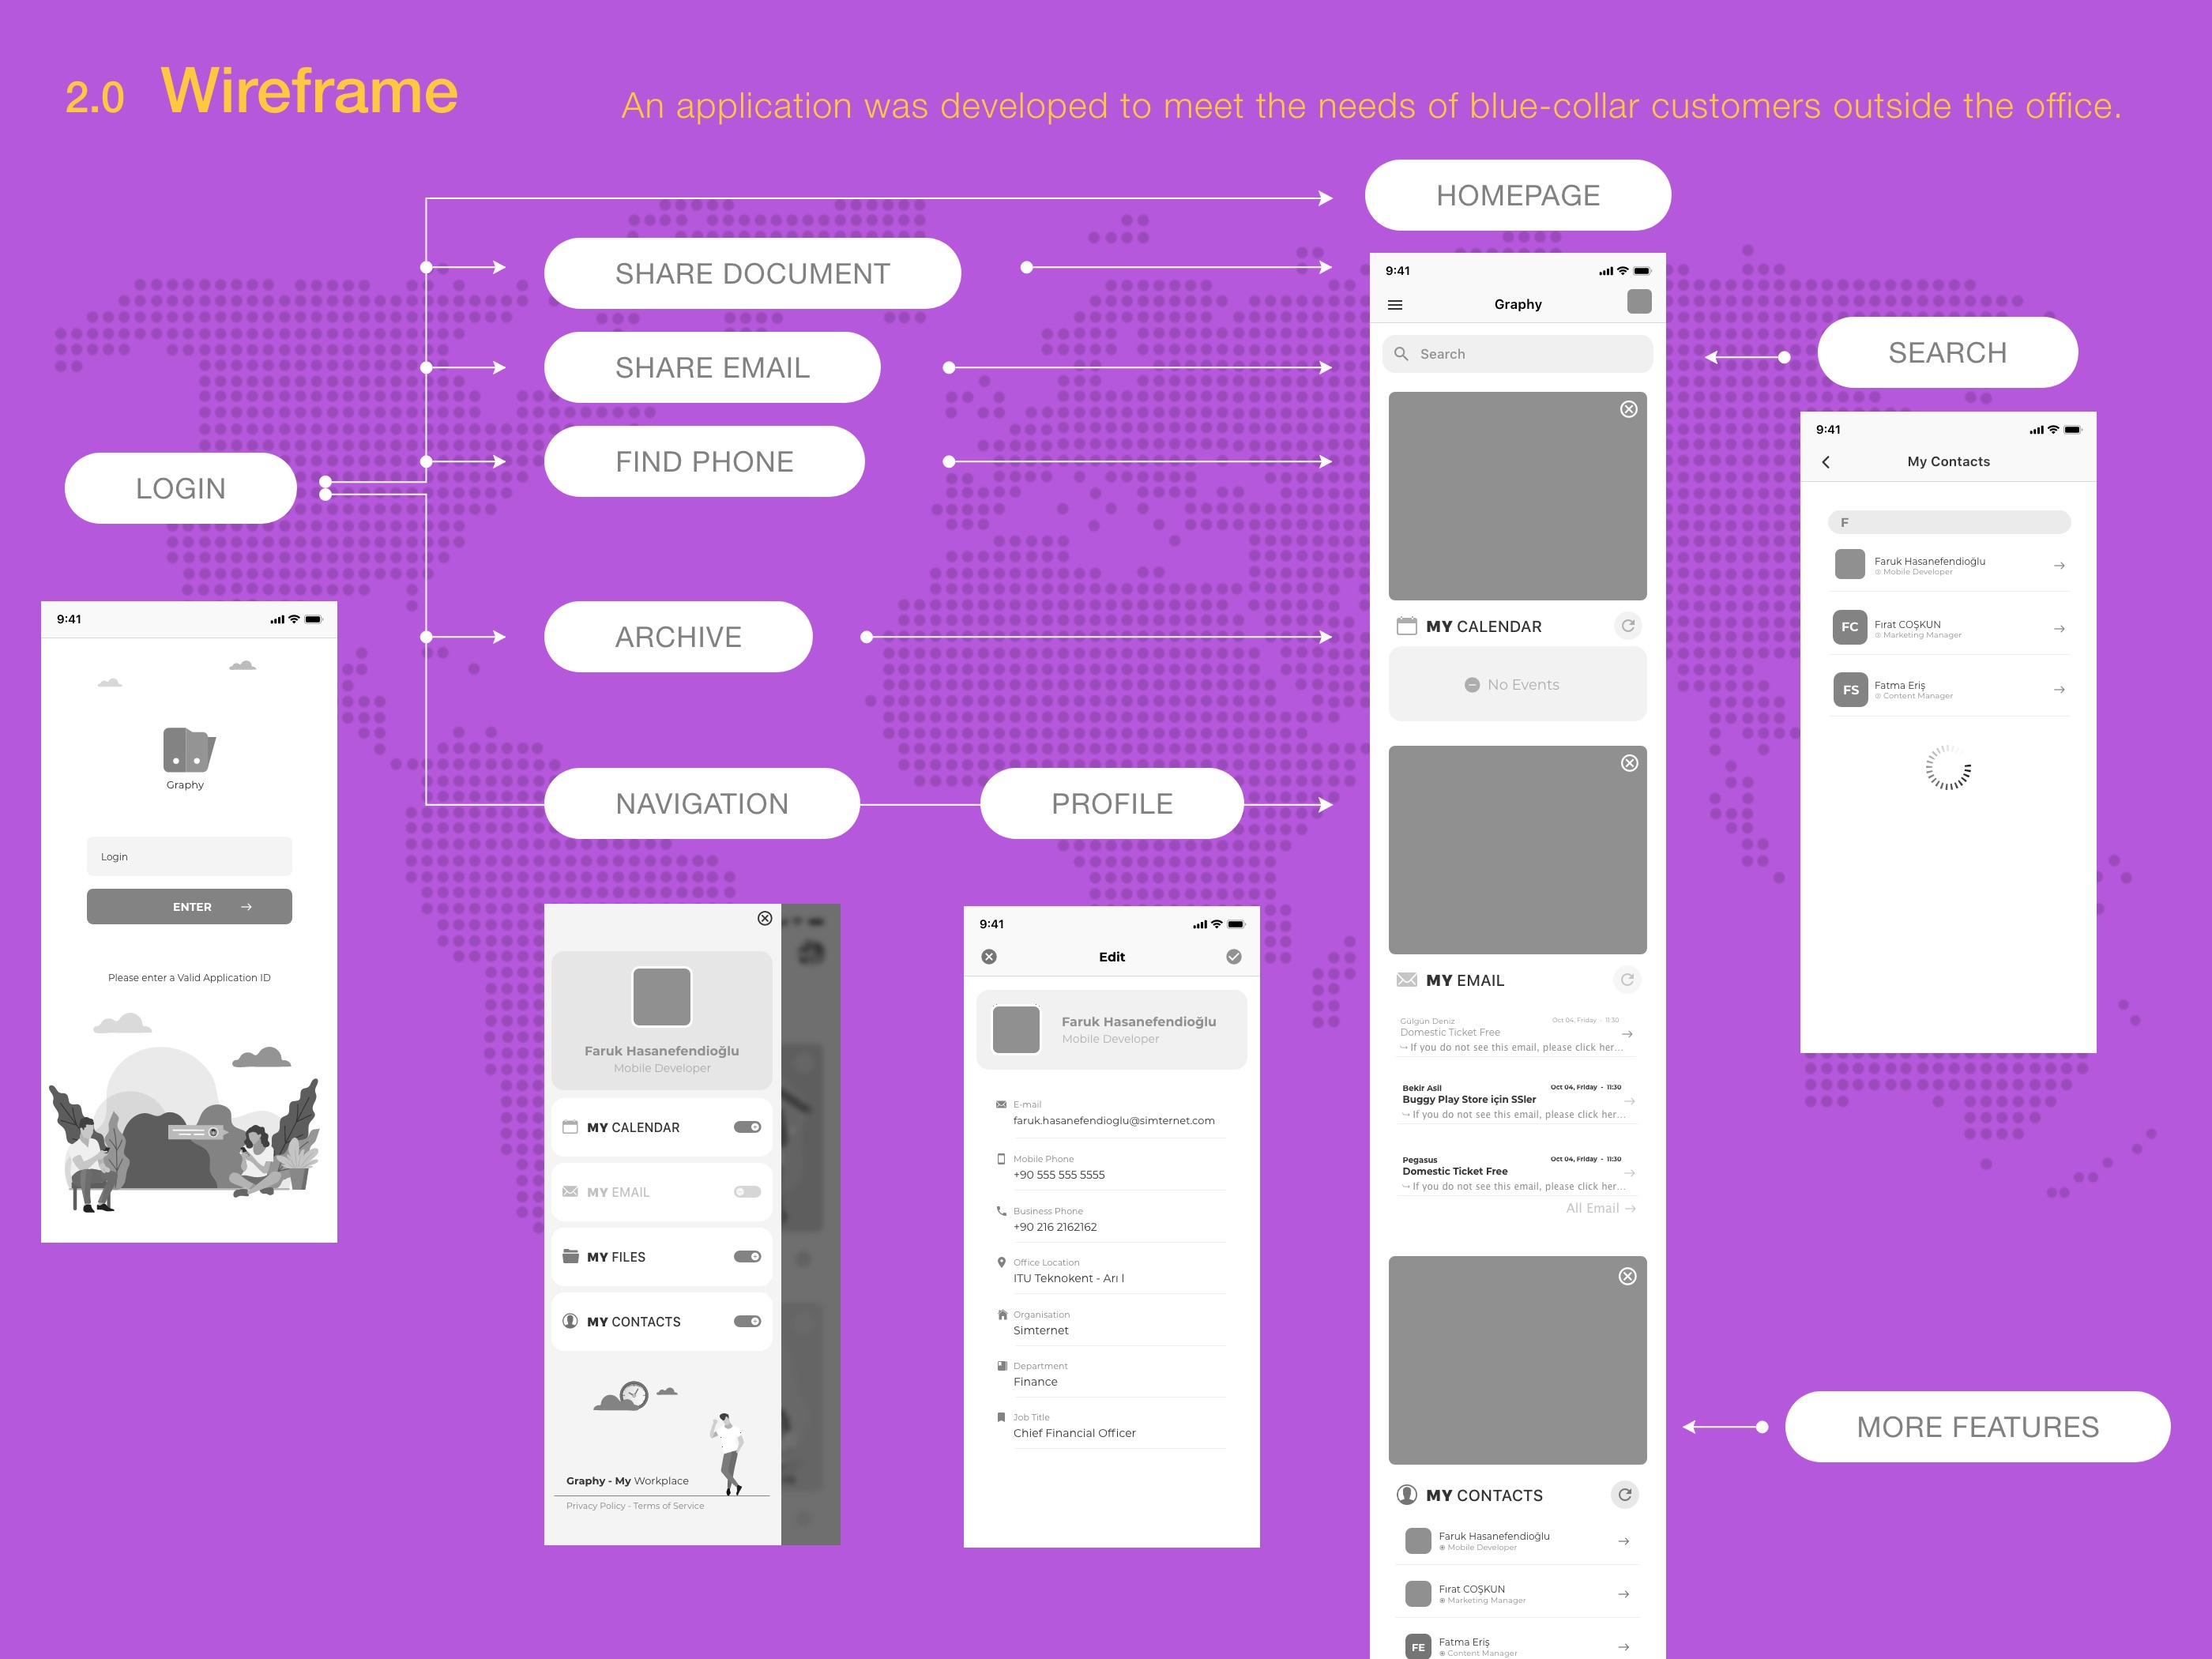 2.0 Wireframe
An application was developed to meet the needs of blue-collar customers outside the office.
HOMEPAGE
SHARE DOCUMENT
SHARE EMAIL
FIND PHONE
LOGIN
ARCHIVE
NAVIGATION
PROFILE
SEARCH
MORE FEATURES
9:41
Graphy
Login
ENTER
Please enter a Valid Application ID
Faruk Hasanefendioğlu
Mobile Developer
MY CALENDAR
MY EMAIL
MY FILES
MY CONTACTS
Graphy - My Workplace
Privacy Policy - Terms of Service
9:41
Edit
Faruk Hasanefendioğlu
Mobile Developer
E-mail
faruk.hasanefendioglu@simternet.com
Mobile Phone
+90 555 555 5555
Business Phone
+90 216 2162162
Office Location
ITU Teknokent - Arı I
Organisation
Simternet
Department
Finance
Job Title
Chief Financial Officer
9:41
Graphy
Search
MY CALENDAR
No Events
MY EMAIL
Gülgün Deniz Oct 04, Friday - 11:30
Domestic Ticket Free
If you do not see this email, please click her...
Bekir Asil Oct 04, Friday - 11:30
Buggy Play Store için SSler
If you do not see this email, please click her...
Pegasus Oct 04, Friday - 11:30
Domestic Ticket Free
If you do not see this email, please click her...
All Email
MY CONTACTS
Faruk Hasanefendioğlu
Mobile Developer
Fırat COŞKUN
Marketing Manager
FE Fatma Eriş
Content Manager
9:41
My Contacts
F
Faruk Hasanefendioğlu
Mobile Developer
FC Fırat COŞKUN
Marketing Manager
FS Fatma Eriş
Content Manager